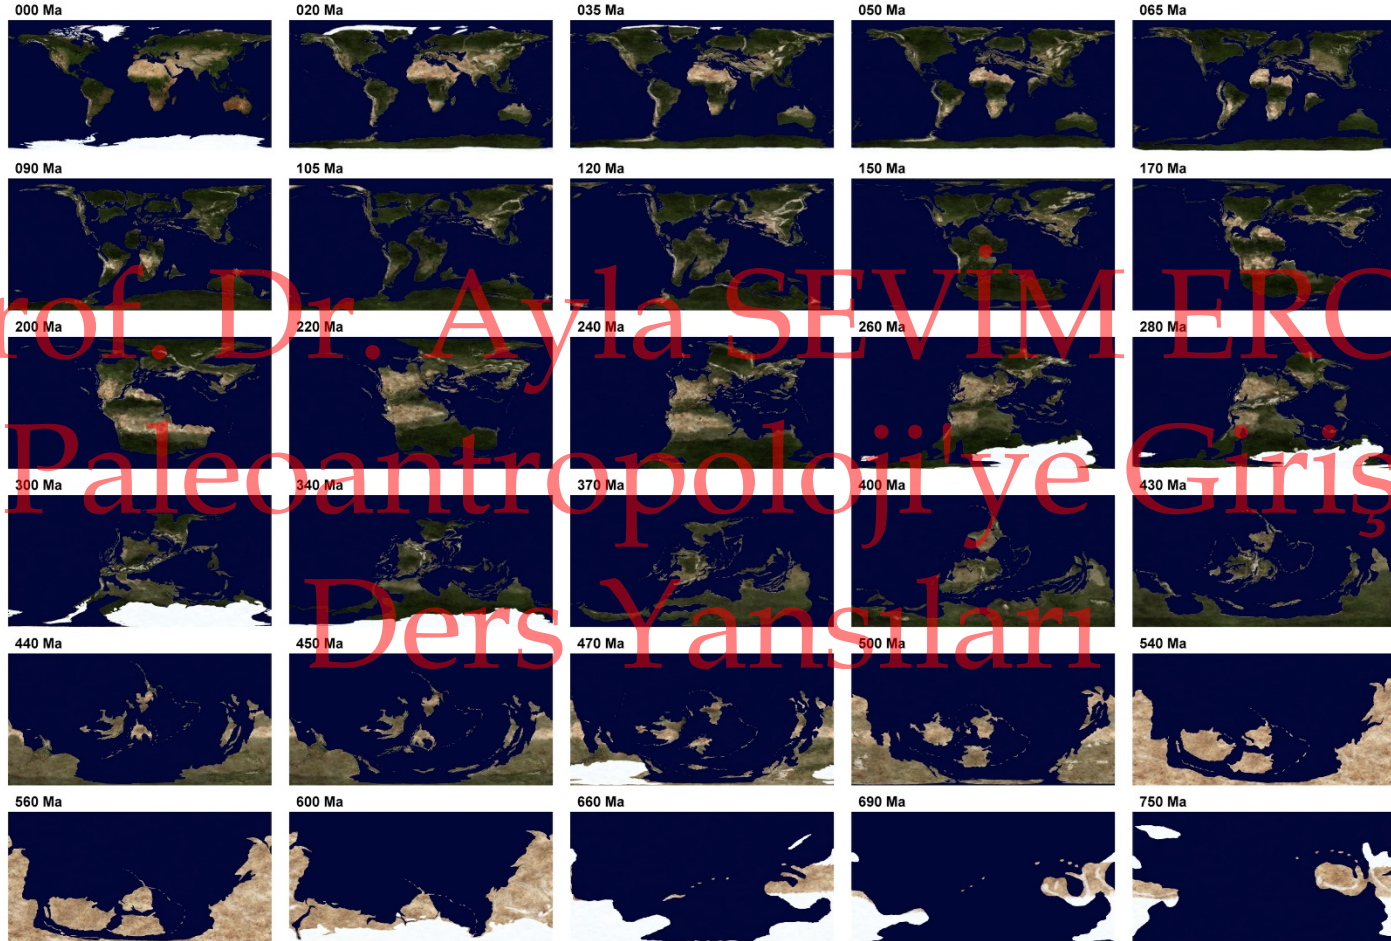 000 Ma 020 Ma 035 Ma 050 Ma 065 Ma
090 Ma 105 Ma 120 Ma 150 Ma 170 Ma
Dr. Ayla SEVİM
200 Ma 220 Ma 240 Ma 260 Ma 280 Ma
Paleoantropoloji'ye Giriş
300 Ma 340 Ma 370 Ma 400 Ma 430 Ma
Ders Yansıları
440 Ma 450 Ma 470 Ma 500 Ma 540 Ma
560 Ma 600 Ma 660 Ma 690 Ma 750 Ma